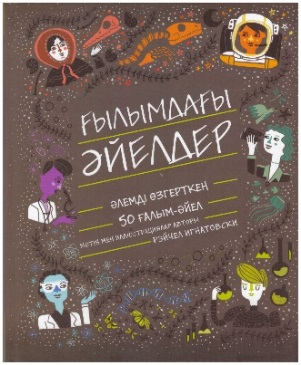 ҒЫЛЫМДАҒЫ
ӘЙЕЛДЕР
ӘЛЕМДІ ӨЗГЕРТКЕН
50 ҒАЛЫМ-ӘЙЕЛ
МӘТІН МЕН ИЛЛЮСТРАЦИЯЛАР АВТОРЫ
РЭЙЧЕЛ ИГНАТОВСКИ